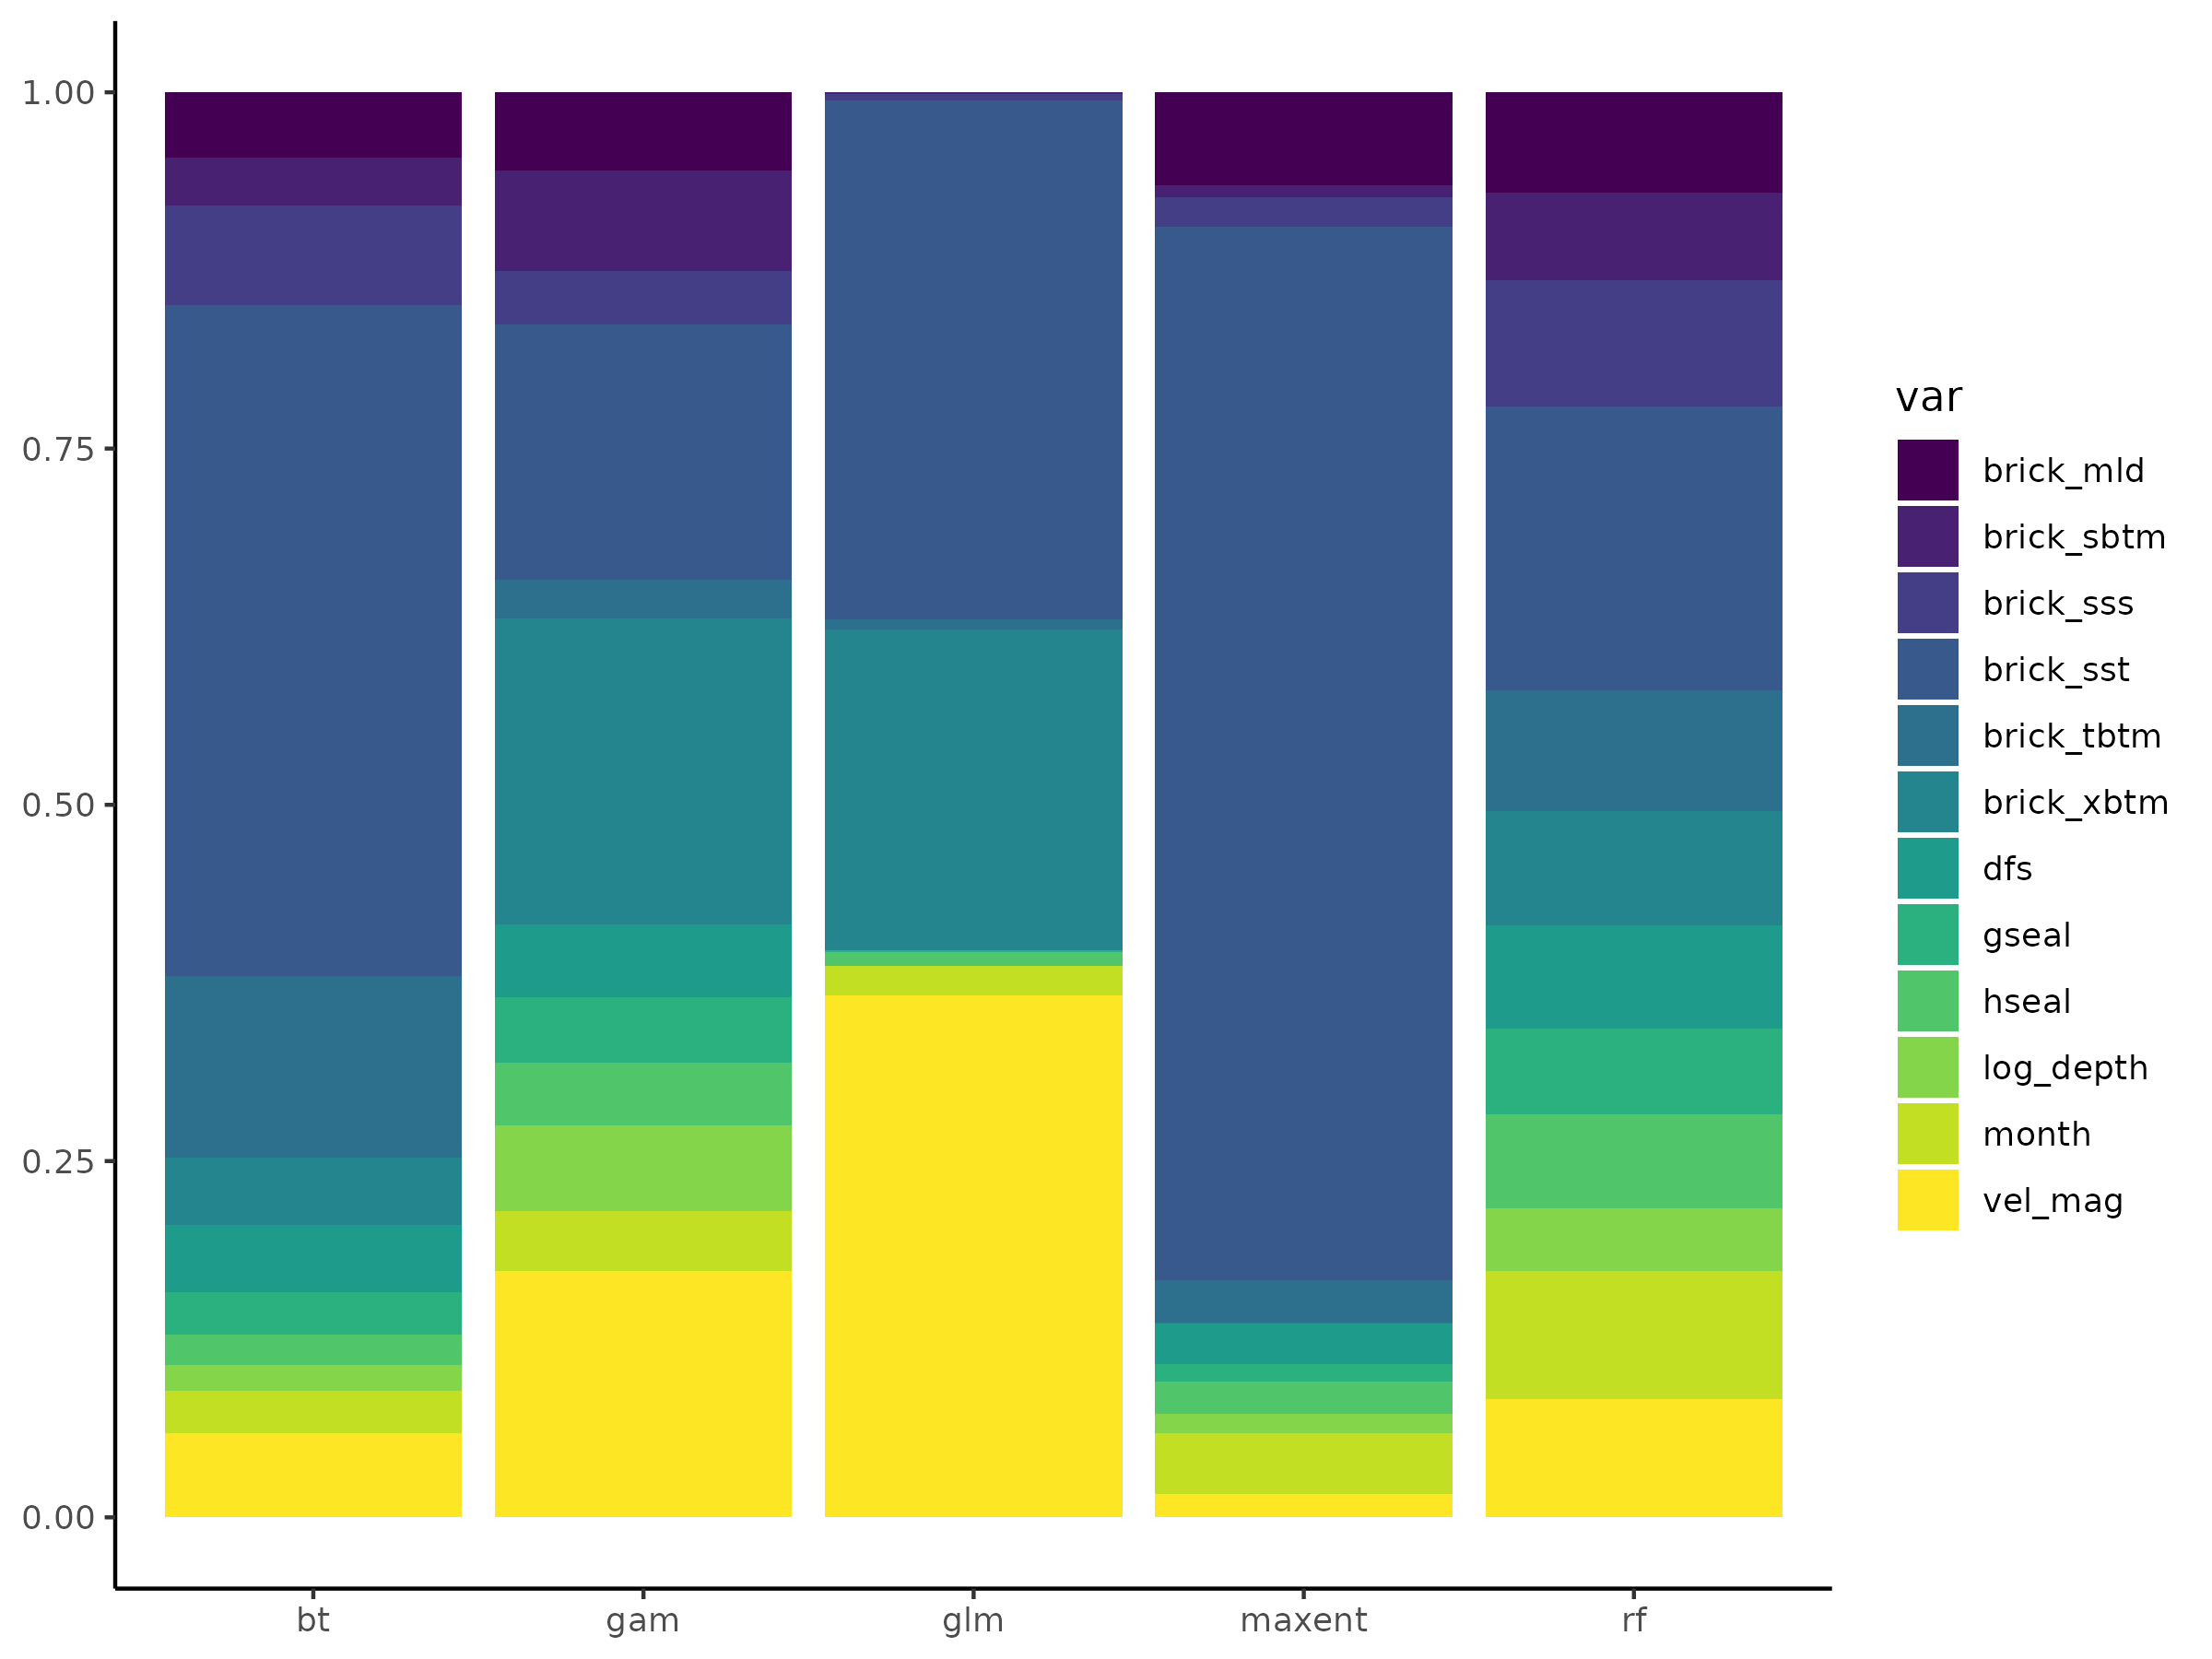 1.00
0.75
0.50
0.25
0.00
bt
gam
glm
maxent
rf
var
brick_mld
brick_sbtm
brick_sss
brick_sst
brick_tbtm
brick_xbtm
dfs
gseal
hseal
log_depth
month
vel_mag